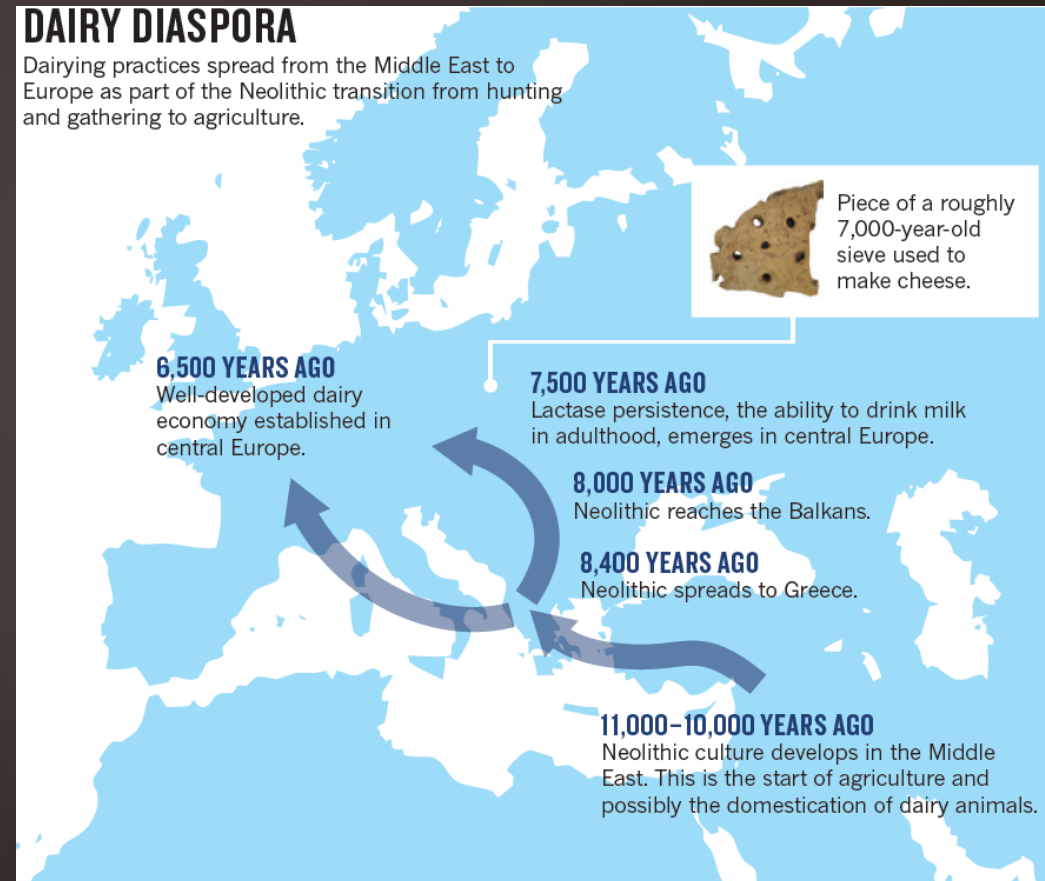 DAIRY DIASPORA
Dairying practices spread from the Middle East to
Europe as part of the Neolithic transition from hunting
and gathering to agriculture.
Piece of a roughly
7,000-year-old
sieve used to
make cheese.
6,500 YEARS AGO
Well-developed dairy
economy established in
central Europe.
7,500 YEARS AGO
Lactase persistence, the ability to drink milk
in adulthood, emerges in central Europe.
8,000 YEARS AGO
Neolithic reaches the Balkans.
8,400 YEARS AGO
Neolithic spreads to Greece.
11,000–10,000 YEARS AGO
Neolithic culture develops in the Middle
East. This is the start of agriculture and
possibly the domestication of dairy animals.